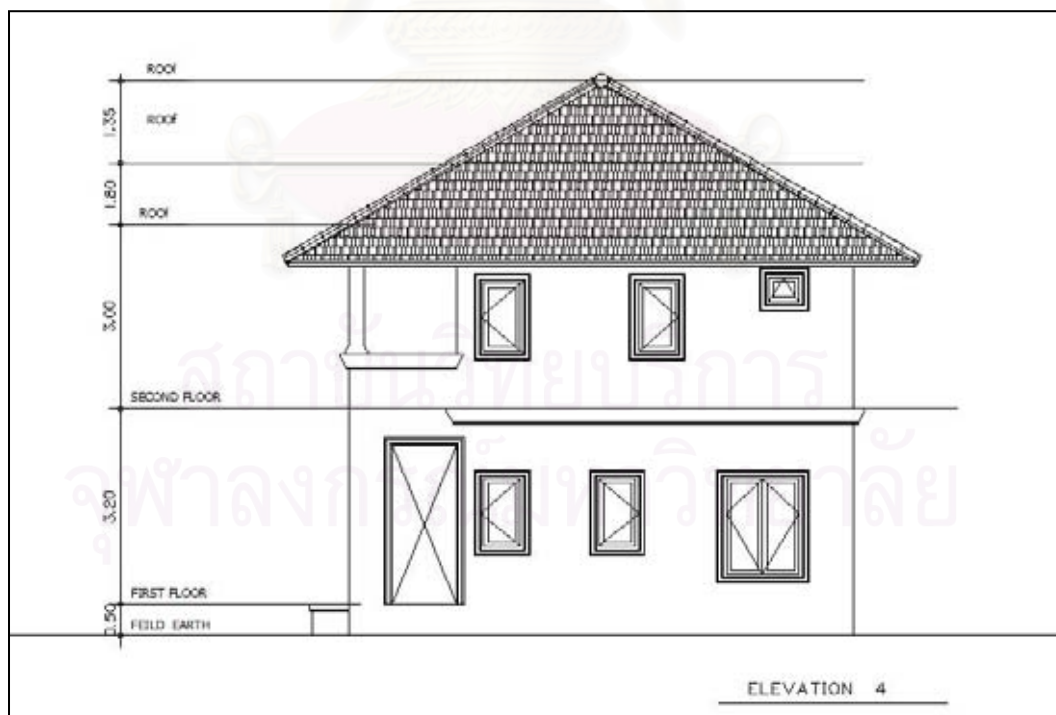 ROOf
1.35
ROOf
1.80
ROOf
3.00
สถาบันวิทยบริการ
SECOND FLOOR
จุฬาลงกรณ์มหาวิทยาลัย
3.20
FIRST FLOOR
0.50
FEILD EARTH
ELEVATION 4